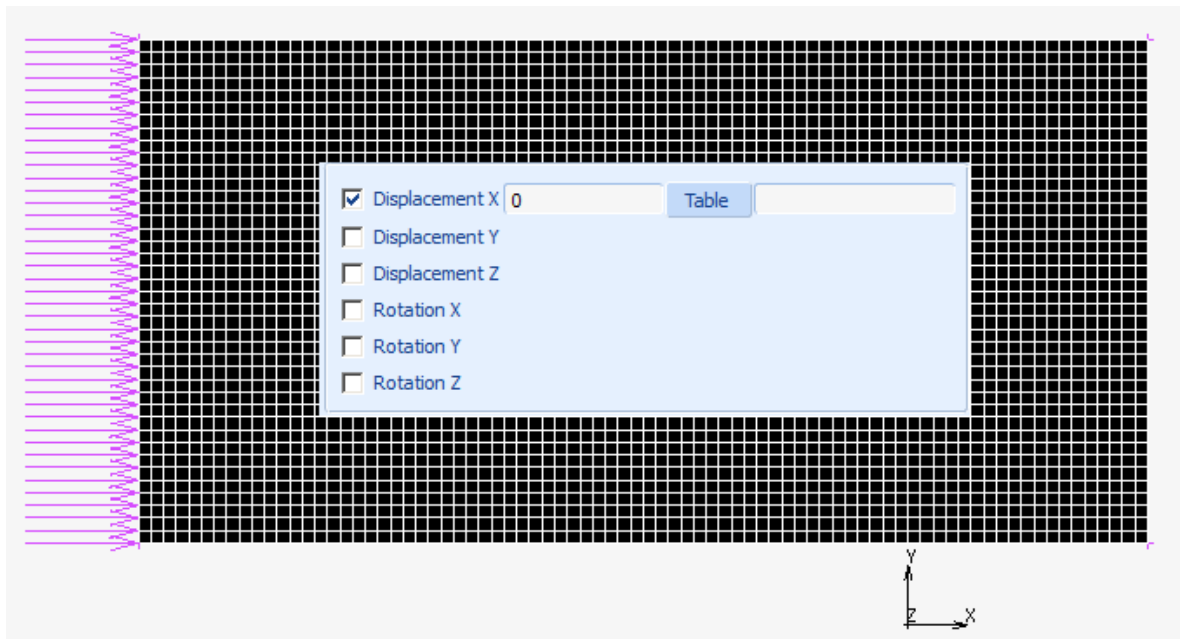 Displacement X 0 Table
Displacement Y
Displacement Z
Rotation X
Rotation Y
Rotation Z
Y
Z X